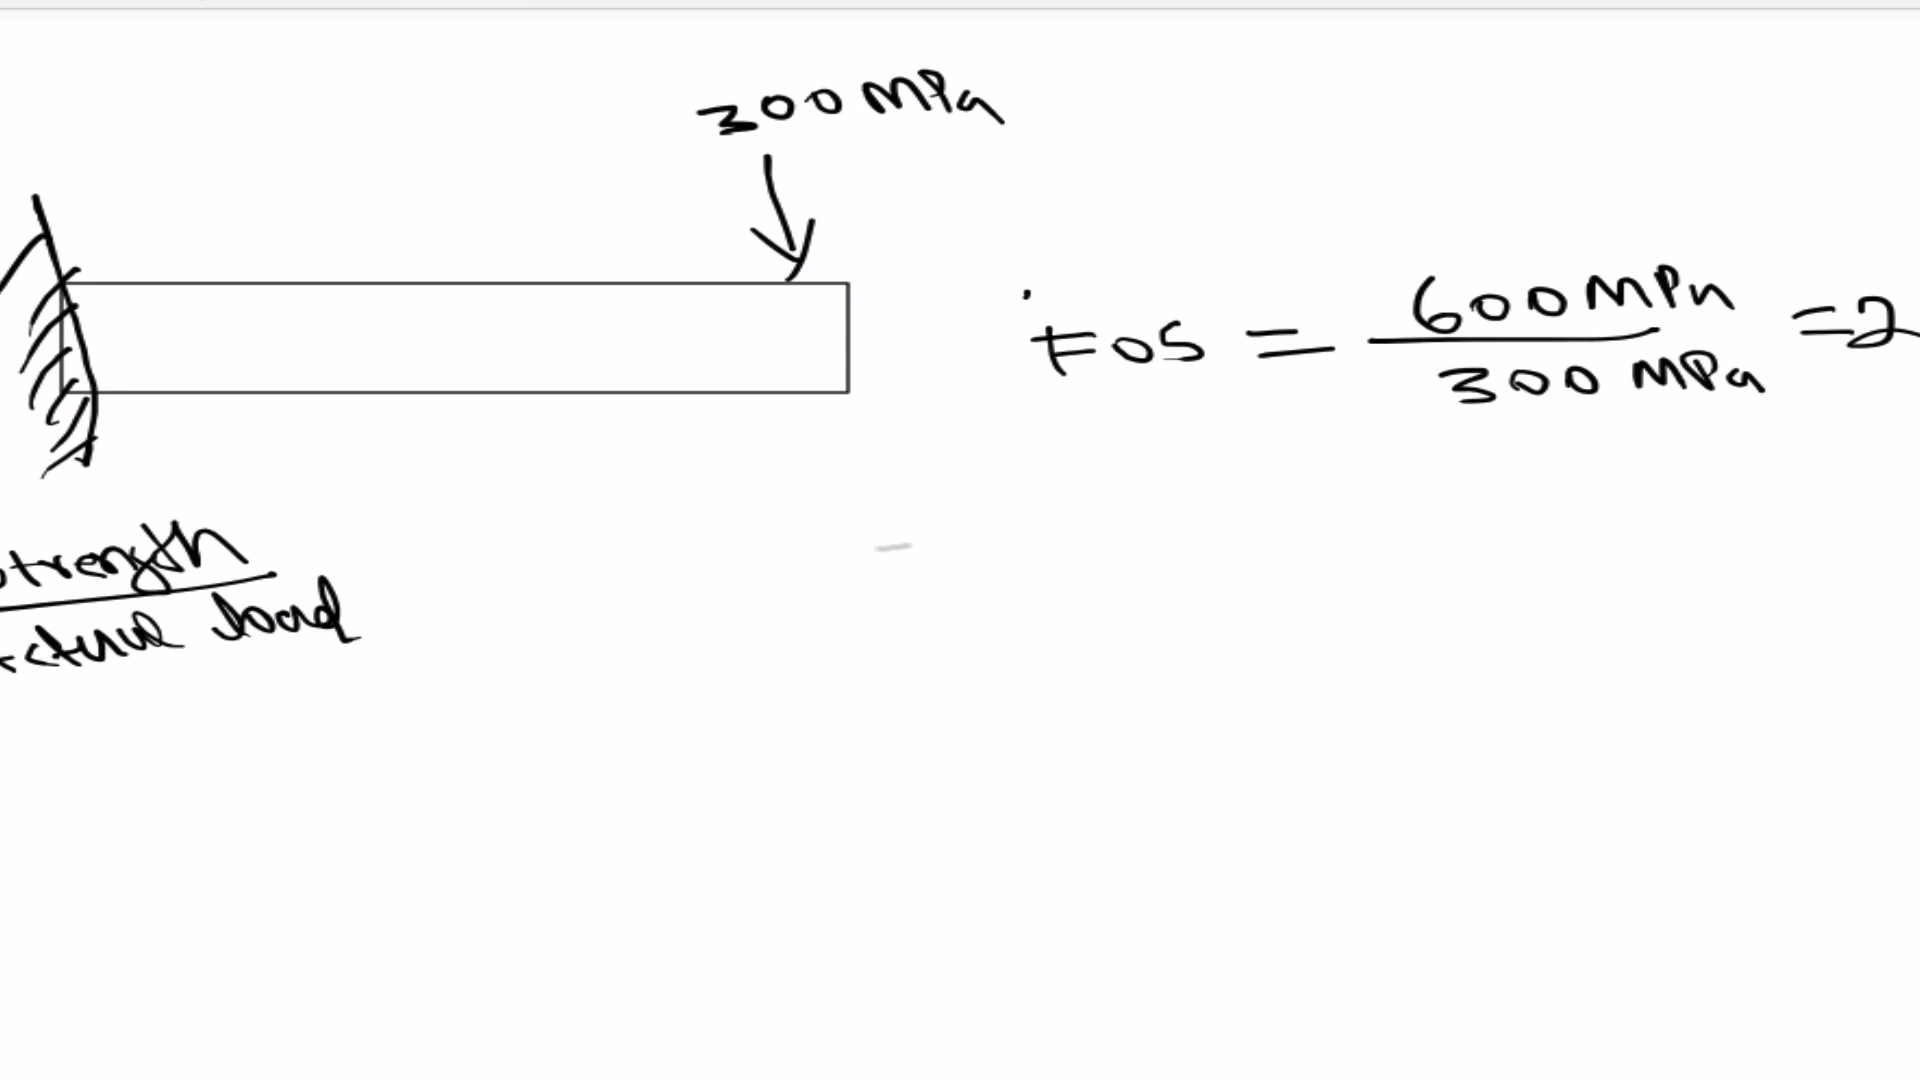 300 MPa
FOS = 600 MPa / 300 MPa = 2
strength
actual load